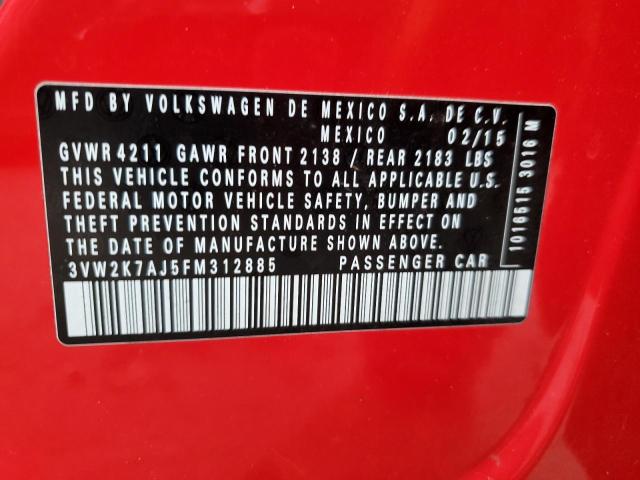 MFD BY VOLKSWAGEN DE MEXICO S.A. DE C.V.
MEXICO 02/15
GVWR 4211 GAWR FRONT 2138 / REAR 2183 LBS
THIS VEHICLE CONFORMS TO ALL APPLICABLE U.S.
FEDERAL MOTOR VEHICLE SAFETY, BUMPER AND
THEFT PREVENTION STANDARDS IN EFFECT ON
THE DATE OF MANUFACTURE SHOWN ABOVE.
3VW2K7AJ5FM312885 PASSENGER CAR
1016515 3016 M